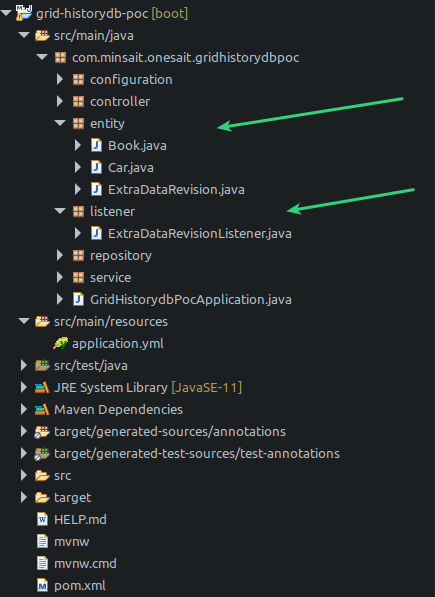 grid-historydb-poc [boot]
src/main/java
com.minsait.onesait.gridhistorydbpoc
configuration
controller
entity
Book.java
Car.java
ExtraDataRevision.java
listener
ExtraDataRevisionListener.java
repository
service
GridHistorydbPocApplication.java
src/main/resources
application.yml
src/test/java
JRE System Library [JavaSE-11]
Maven Dependencies
target/generated-sources/annotations
target/generated-test-sources/test-annotations
src
target
HELP.md
mvnw
mvnw.cmd
pom.xml